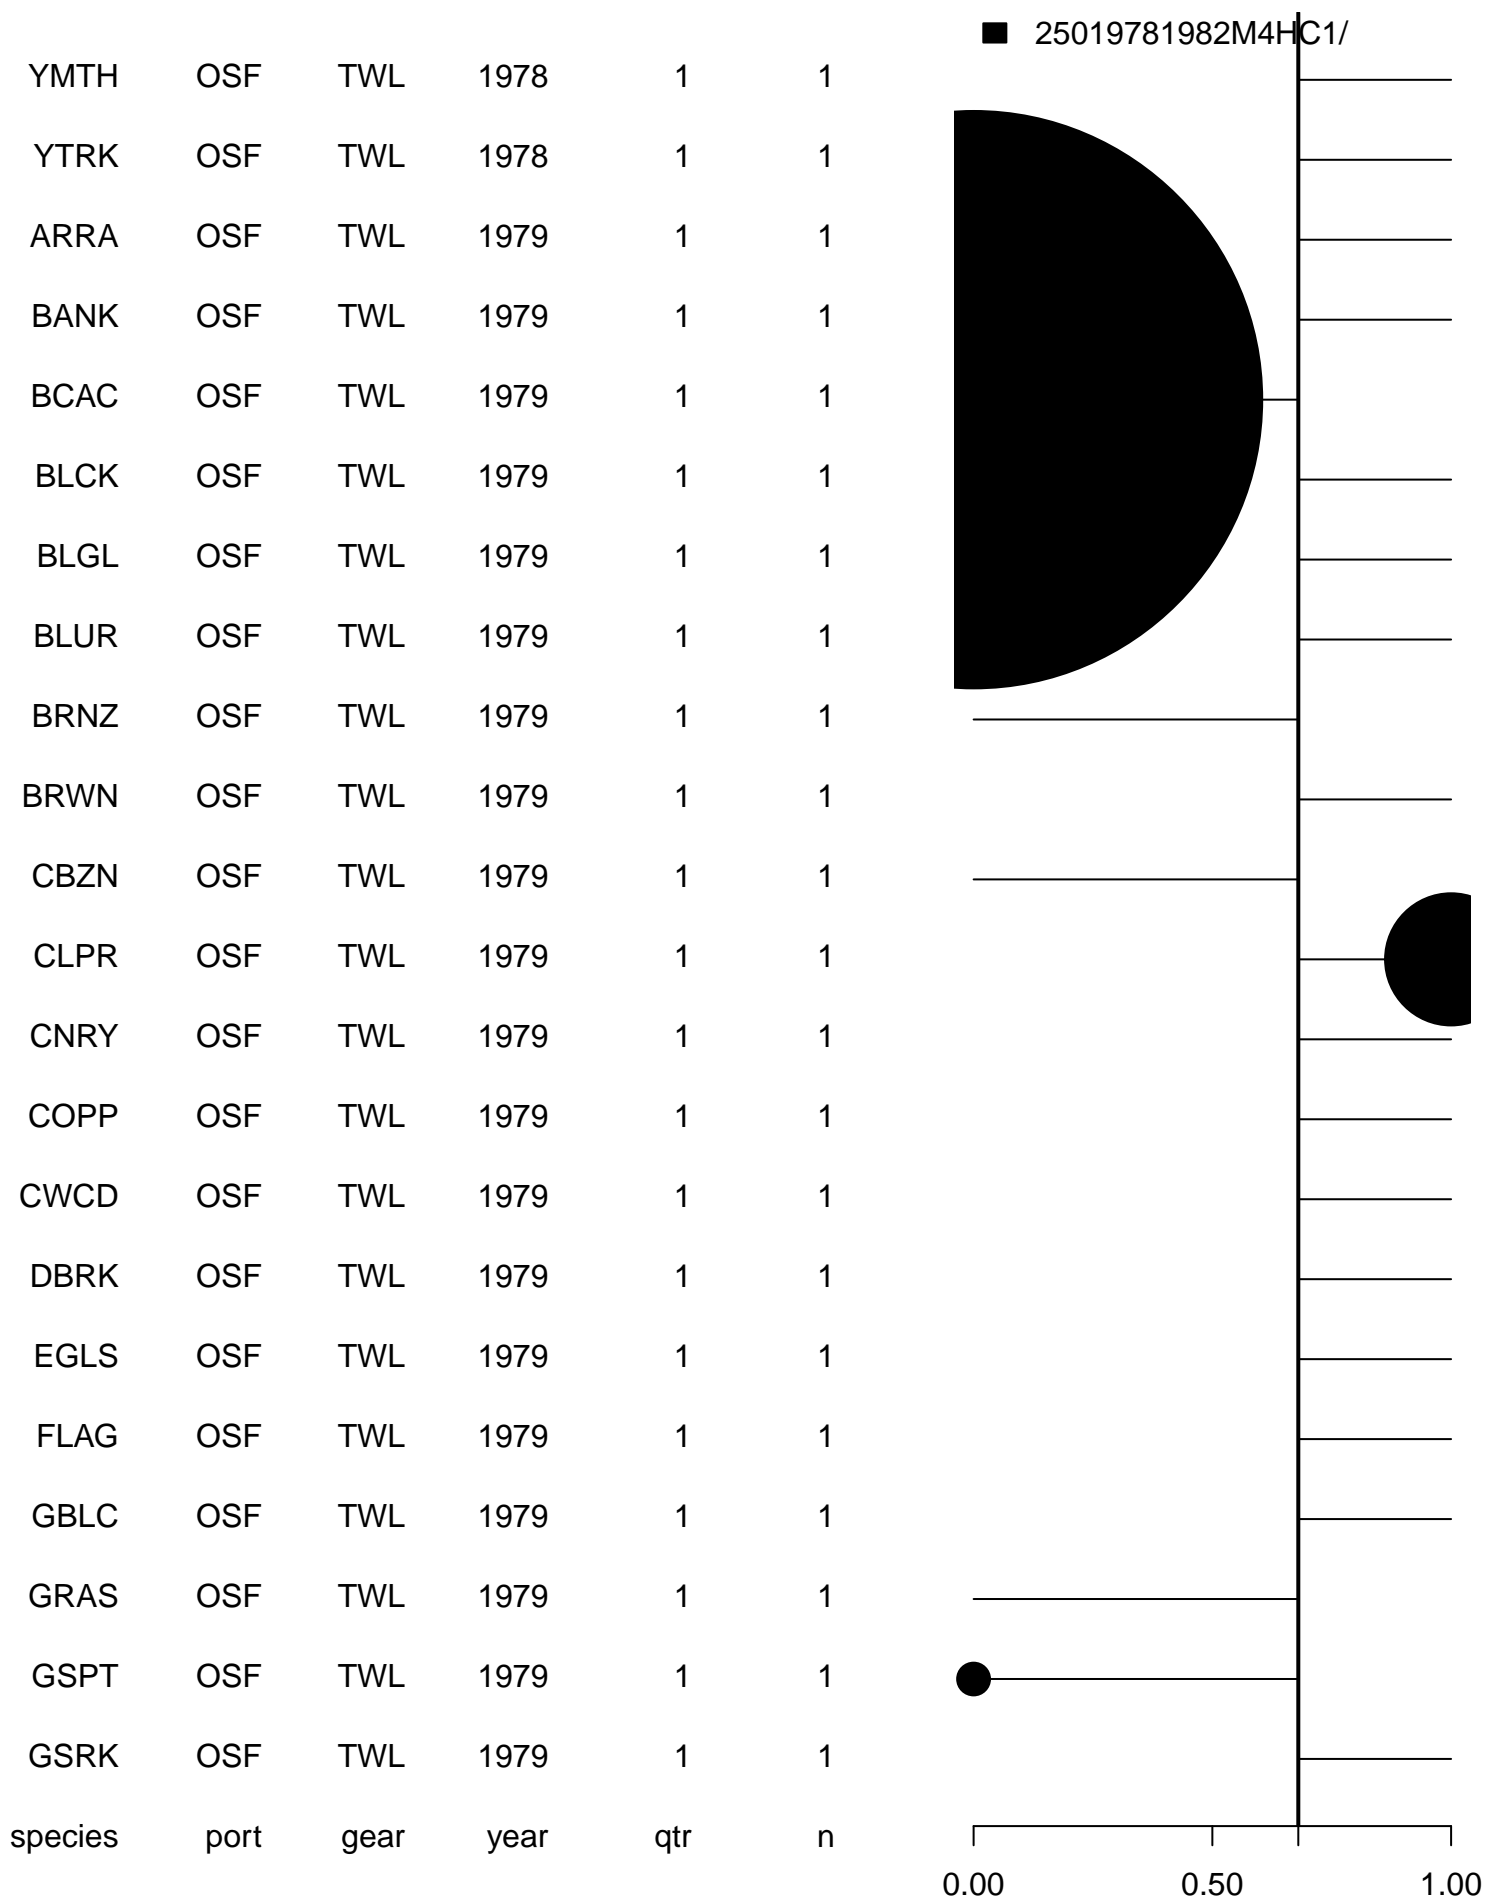 25019781982M4HC1/
YMTH OSF TWL 1978 1 1
YTRK OSF TWL 1978 1 1
ARRA OSF TWL 1979 1 1
BANK OSF TWL 1979 1 1
BCAC OSF TWL 1979 1 1
BLCK OSF TWL 1979 1 1
BLGL OSF TWL 1979 1 1
BLUR OSF TWL 1979 1 1
BRNZ OSF TWL 1979 1 1
BRWN OSF TWL 1979 1 1
CBZN OSF TWL 1979 1 1
CLPR OSF TWL 1979 1 1
CNRY OSF TWL 1979 1 1
COPP OSF TWL 1979 1 1
CWCD OSF TWL 1979 1 1
DBRK OSF TWL 1979 1 1
EGLS OSF TWL 1979 1 1
FLAG OSF TWL 1979 1 1
GBLC OSF TWL 1979 1 1
GRAS OSF TWL 1979 1 1
GSPT OSF TWL 1979 1 1
GSRK OSF TWL 1979 1 1
species port gear year qtr n
0.00 0.50 1.00